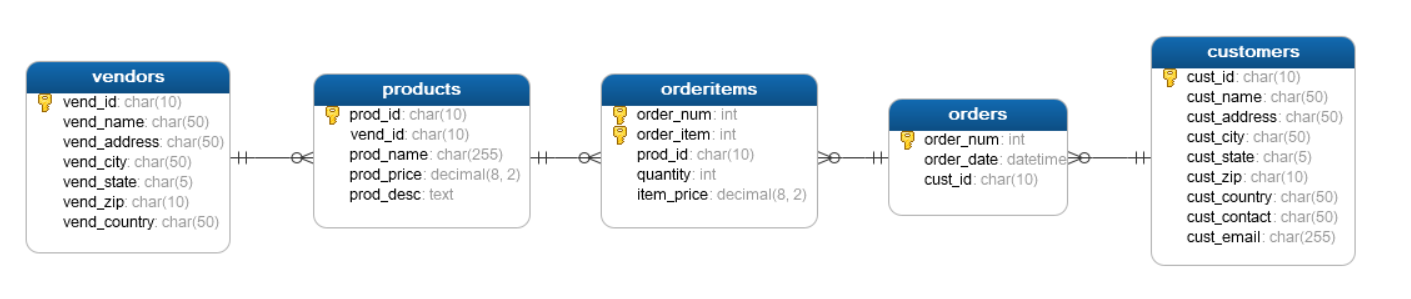 vendors
vend_id: char(10)
vend_name: char(50)
vend_address: char(50)
vend_city: char(50)
vend_state: char(5)
vend_zip: char(10)
vend_country: char(50)
products
prod_id: char(10)
vend_id: char(10)
prod_name: char(255)
prod_price: decimal(8, 2)
prod_desc: text
orderitems
order_num: int
order_item: int
prod_id: char(10)
quantity: int
item_price: decimal(8, 2)
orders
order_num: int
order_date: datetime
cust_id: char(10)
customers
cust_id: char(10)
cust_name: char(50)
cust_address: char(50)
cust_city: char(50)
cust_state: char(5)
cust_zip: char(10)
cust_country: char(50)
cust_contact: char(50)
cust_email: char(255)